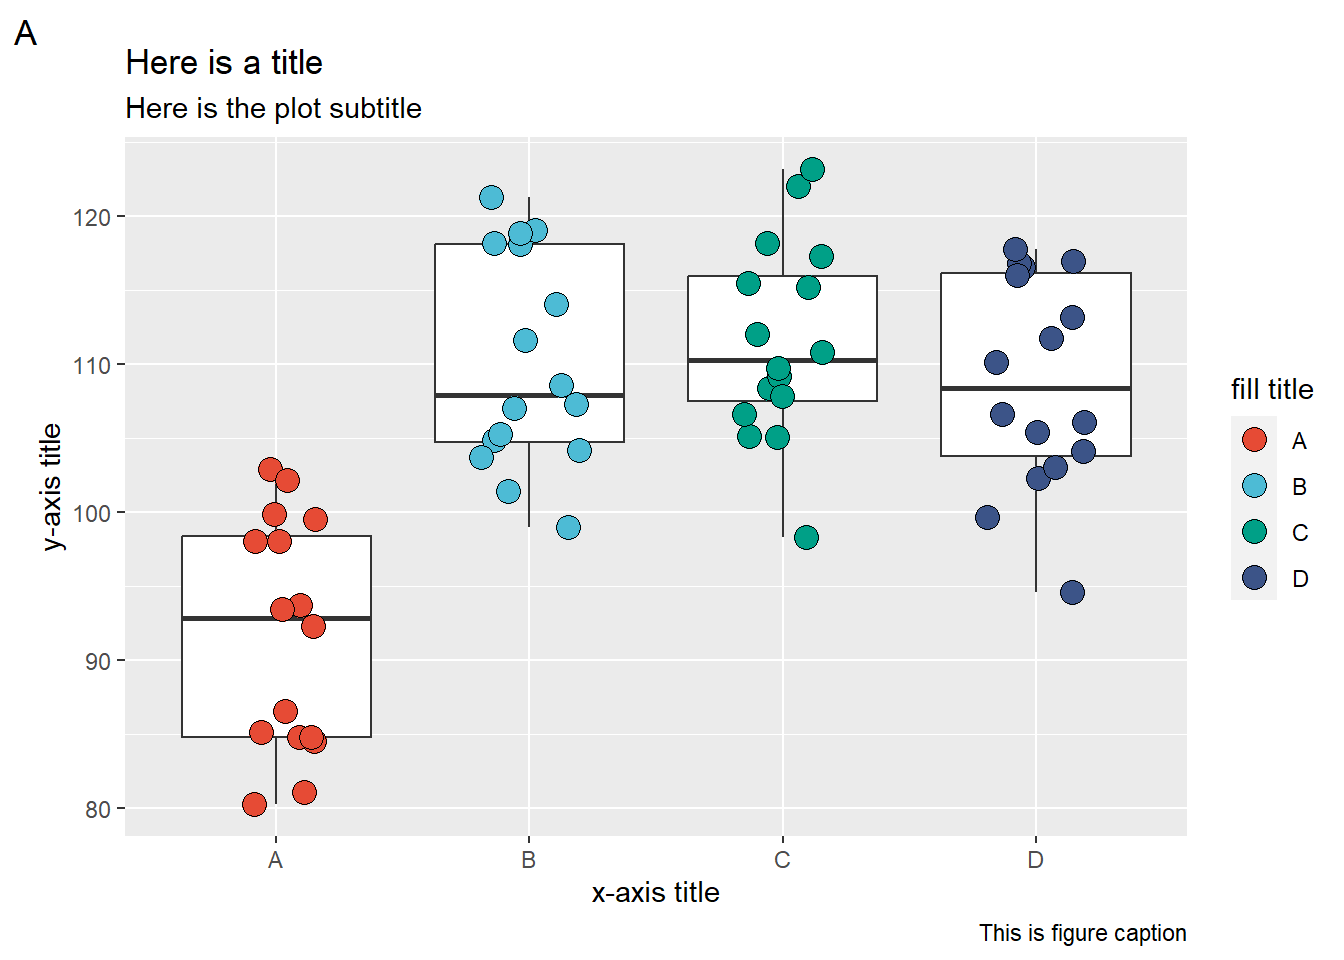 A
Here is a title
Here is the plot subtitle
y-axis title
120
110
100
90
80
A
B
C
D
x-axis title
fill title
A
B
C
D
This is figure caption